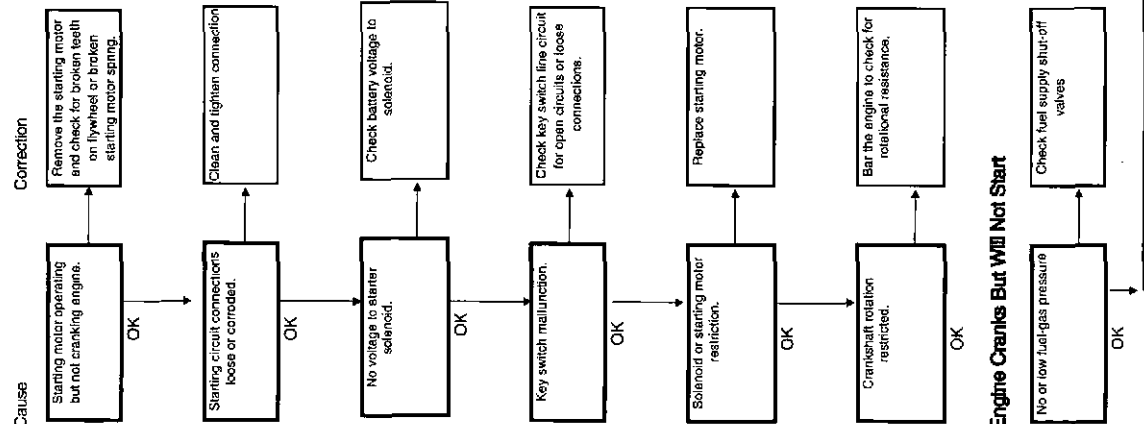 Cause
Correction
Starting motor operating
but not cranking engine.
Remove the starting motor
and check for broken teeth
on flywheel or broken
starting motor spring.
OK
Starting circuit connections
loose or corroded.
Clean and tighten connection
OK
No voltage to starter
solenoid.
Check battery voltage to
solenoid.
OK
Key switch malfunction.
Check key switch line circuit
for open circuits or loose
connections.
OK
Solenoid or starting motor
restriction.
Replace starting motor.
OK
Crankshaft rotation
restricted.
Bar the engine to check for
rotational resistance.
OK
Engine Cranks But Will Not Start
No or low fuel-gas pressure
Check fuel supply shut-off
valves
OK